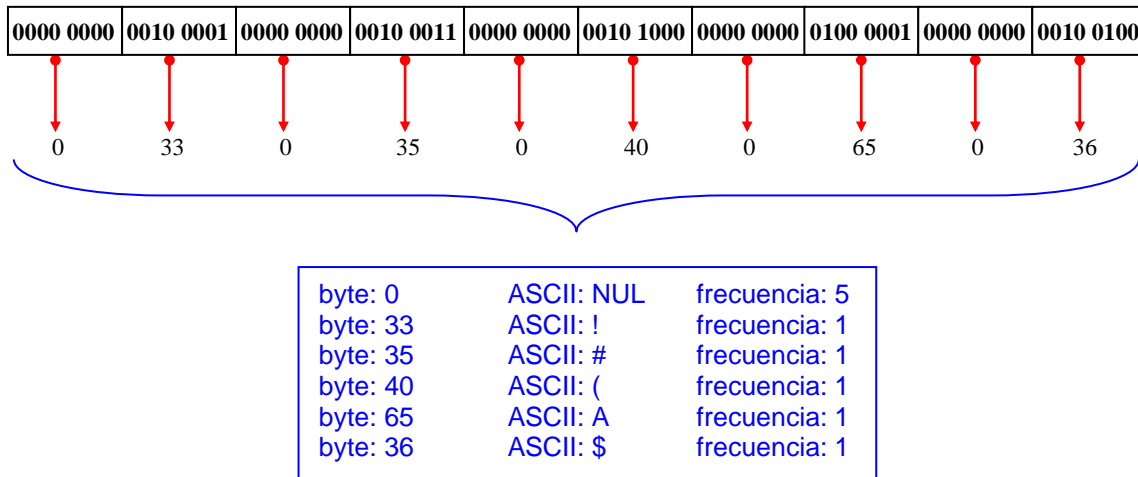 0000 0000 0010 0001 0000 0000 0010 0011 0000 0000 0010 1000 0000 0000 0100 0001 0000 0000 0010 0100
0 33 0 35 0 40 0 65 0 36
byte: 0 ASCII: NUL frecuencia: 5
byte: 33 ASCII: ! frecuencia: 1
byte: 35 ASCII: # frecuencia: 1
byte: 40 ASCII: ( frecuencia: 1
byte: 65 ASCII: A frecuencia: 1
byte: 36 ASCII: $ frecuencia: 1